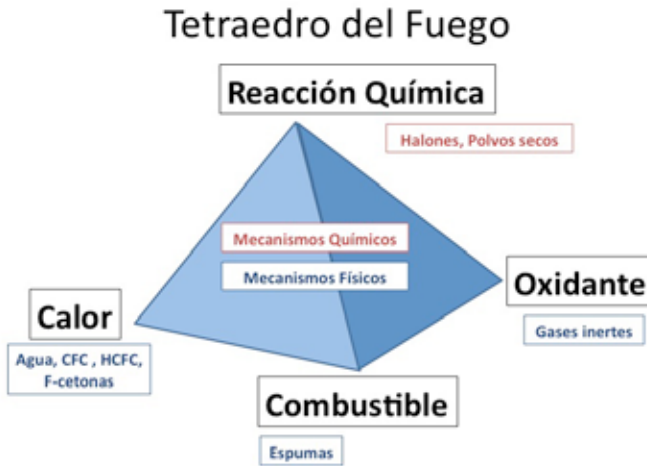 Tetraedro del Fuego
Reacción Química
Halones, Polvos secos
Mecanismos Químicos
Mecanismos Físicos
Oxidante
Gases inertes
Calor
Agua, CFC , HCFC,
F-cetonas
Combustible
Espumas